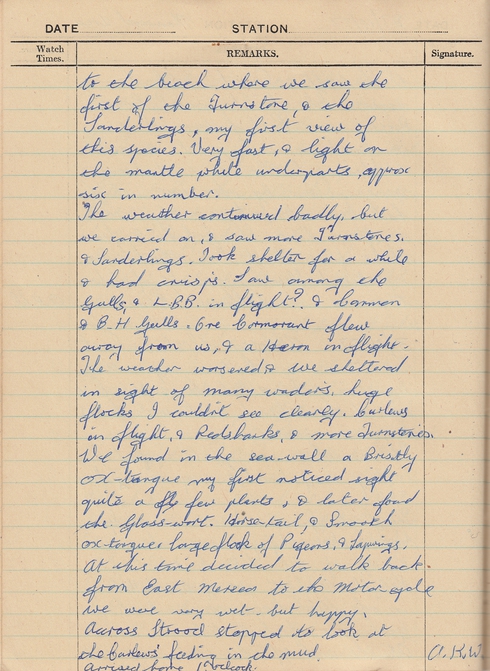 DATE STATION
Watch Times. REMARKS. Signature.
to the beach where we saw the
first of the Turnstone, & the
Sanderlings, my first view of
this species. Very fast, & light on
the mantle white underparts, approx
six in number.
The weather continued badly, but
we carried on, & saw more Turnstones,
& Sanderlings. Took shelter for a while
& had crisps. Saw among the
Gulls, & L.B.B. in flight? & Common
& B.H Gulls. One Cormorant flew
away from us, & a Heron in flight.
The weather worsened & we sheltered
in sight of many waders, huge
flocks I couldn't see clearly. Curlews
in flight, & Redshanks, & more Turnstones.
We found in the sea-wall a Bristly
ox-tongue my first noticed sight
quite a few plants, & later found
the Glass-wort. Horse-tail, & Smooth
ox-tongue. large flock of Pigeons, & Lapwings.
At this time decided to walk back
from East Mersea to the Motor-cycle
we were very wet - but happy.
Across Strood stopped to look at
the Curlews' feeding in the mud.
Arrived home 1 o'clock.
A.K.W.